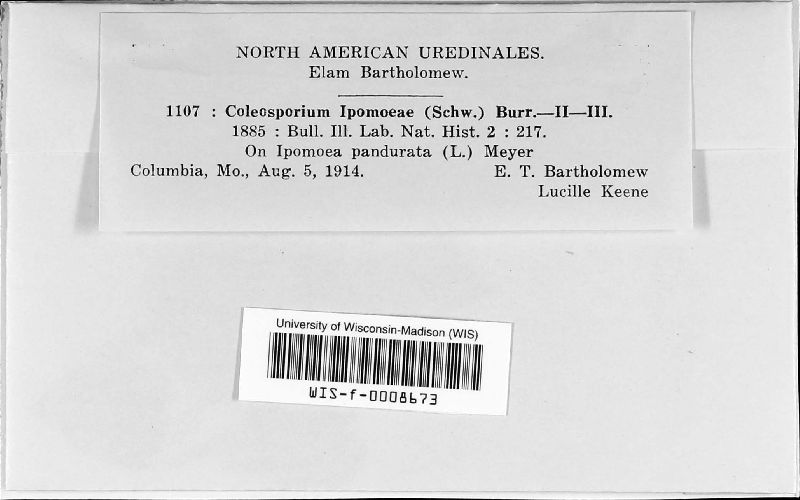 NORTH AMERICAN UREDINALES.
Elam Bartholomew.
1107 : Coleosporium Ipomoeae (Schw.) Burr.—II—III.
1885 : Bull. Ill. Lab. Nat. Hist. 2 : 217.
On Ipomoea pandurata (L.) Meyer
Columbia, Mo., Aug. 5, 1914. E. T. Bartholomew
Lucille Keene
University of Wisconsin-Madison (WIS)
WIS-f-0008673